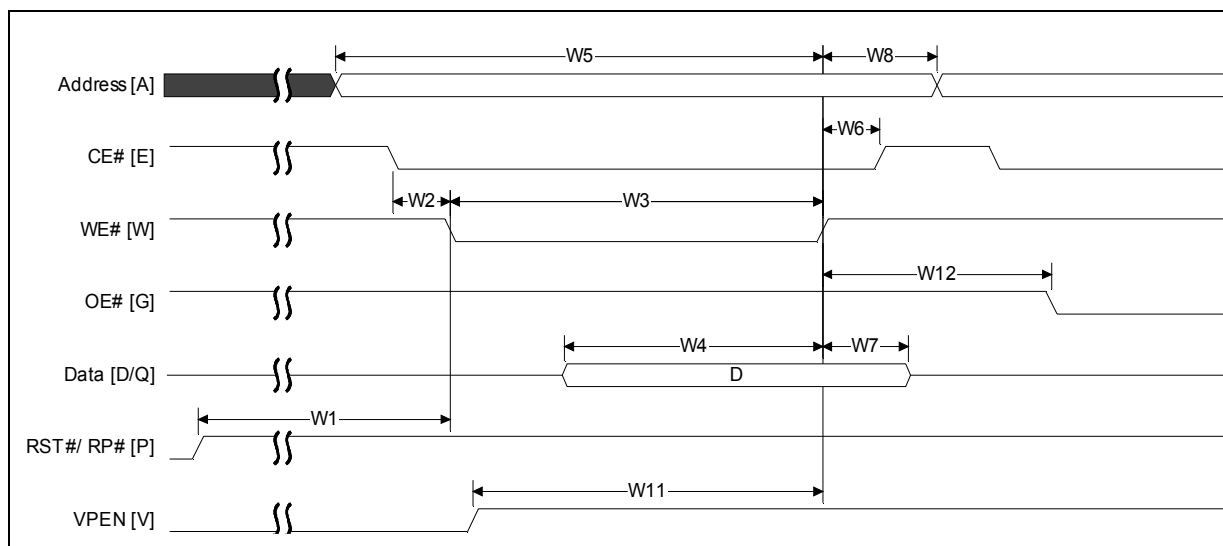 W5
W8
Address [A]
W6
CE# [E]
W2
W3
WE# [W]
W12
OE# [G]
W4
W7
Data [D/Q]
D
W1
RST#/ RP# [P]
W11
VPEN [V]